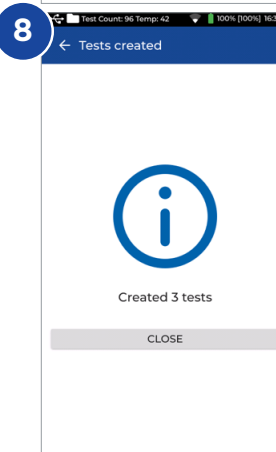 8
Test Count: 96 Temp: 42 100% [100%]
Tests created
Created 3 tests
CLOSE